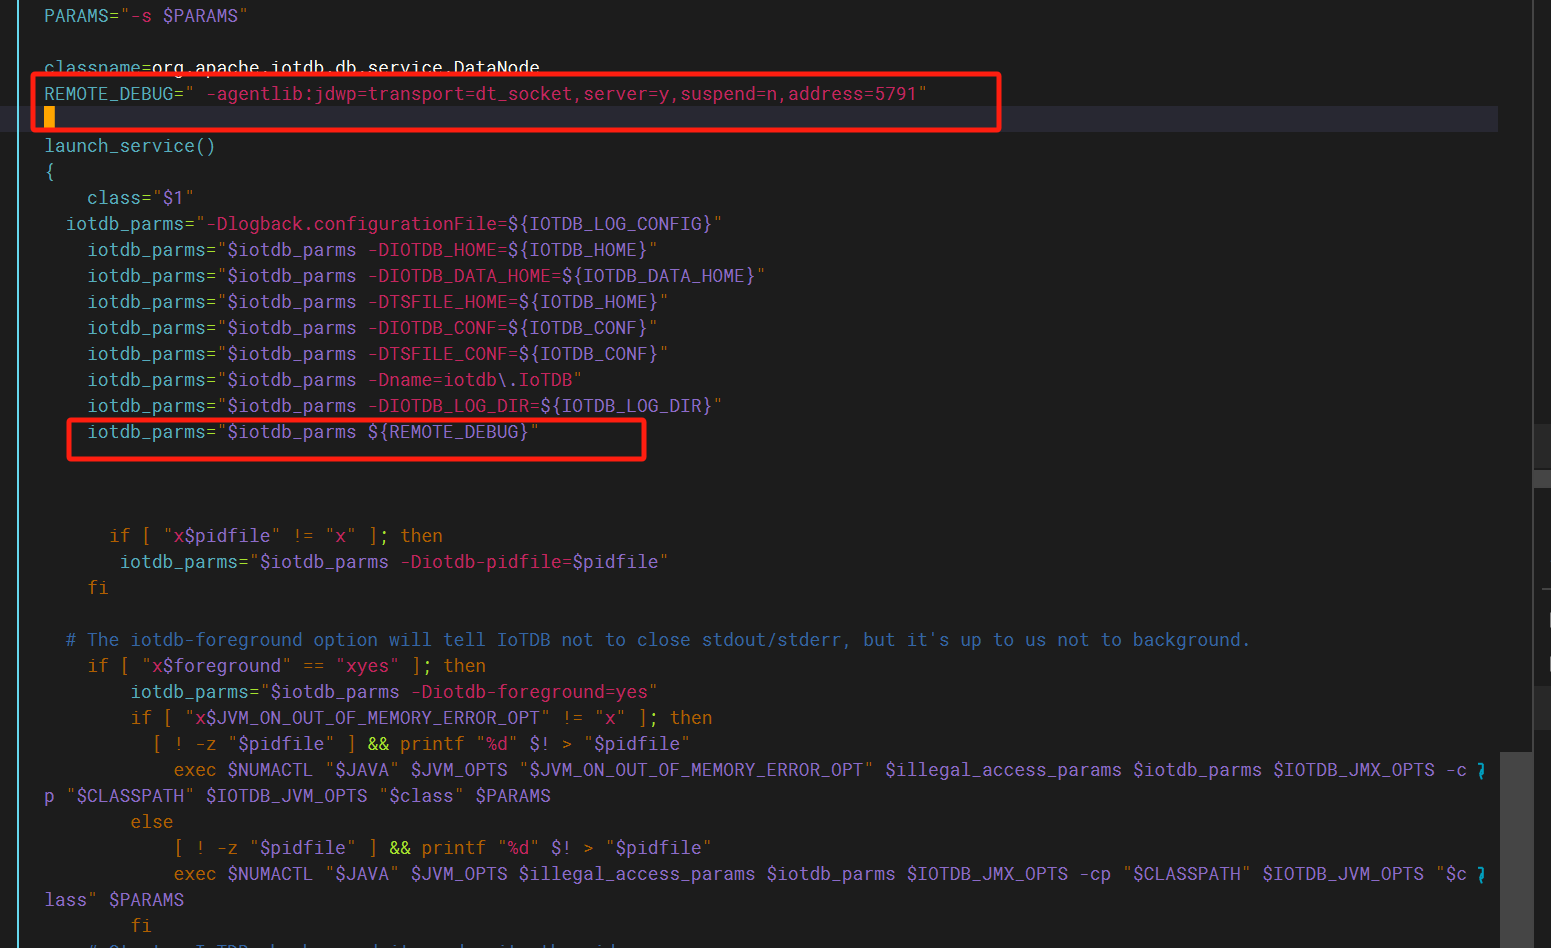 PARAMS="-s $PARAMS"
classname=org.apache.iotdb.db.service.DataNode
REMOTE_DEBUG=" -agentlib:jdwp=transport=dt_socket,server=y,suspend=n,address=5791"
launch_service()
{
class="$1"
iotdb_parms="-Dlogback.configurationFile=${IOTDB_LOG_CONFIG}"
iotdb_parms="$iotdb_parms -DIOTDB_HOME=${IOTDB_HOME}"
iotdb_parms="$iotdb_parms -DIOTDB_DATA_HOME=${IOTDB_DATA_HOME}"
iotdb_parms="$iotdb_parms -DTSFILE_HOME=${IOTDB_HOME}"
iotdb_parms="$iotdb_parms -DIOTDB_CONF=${IOTDB_CONF}"
iotdb_parms="$iotdb_parms -DTSFILE_CONF=${IOTDB_CONF}"
iotdb_parms="$iotdb_parms -Dname=iotdb\.IoTDB"
iotdb_parms="$iotdb_parms -DIOTDB_LOG_DIR=${IOTDB_LOG_DIR}"
iotdb_parms="$iotdb_parms ${REMOTE_DEBUG}"
if [ "x$pidfile" != "x" ]; then
iotdb_parms="$iotdb_parms -Diotdb-pidfile=$pidfile"
fi
# The iotdb-foreground option will tell IoTDB not to close stdout/stderr, but it's up to us not to background.
if [ "x$foreground" == "xyes" ]; then
iotdb_parms="$iotdb_parms -Diotdb-foreground=yes"
if [ "x$JVM_ON_OUT_OF_MEMORY_ERROR_OPT" != "x" ]; then
[ ! -z "$pidfile" ] && printf "%d" $! > "$pidfile"
exec $NUMACTL "$JAVA" $JVM_OPTS "$JVM_ON_OUT_OF_MEMORY_ERROR_OPT" $illegal_access_params $iotdb_parms $IOTDB_JMX_OPTS -c
p "$CLASSPATH" $IOTDB_JVM_OPTS "$class" $PARAMS
else
[ ! -z "$pidfile" ] && printf "%d" $! > "$pidfile"
exec $NUMACTL "$JAVA" $JVM_OPTS $illegal_access_params $iotdb_parms $IOTDB_JMX_OPTS -cp "$CLASSPATH" $IOTDB_JVM_OPTS "$c
lass" $PARAMS
fi